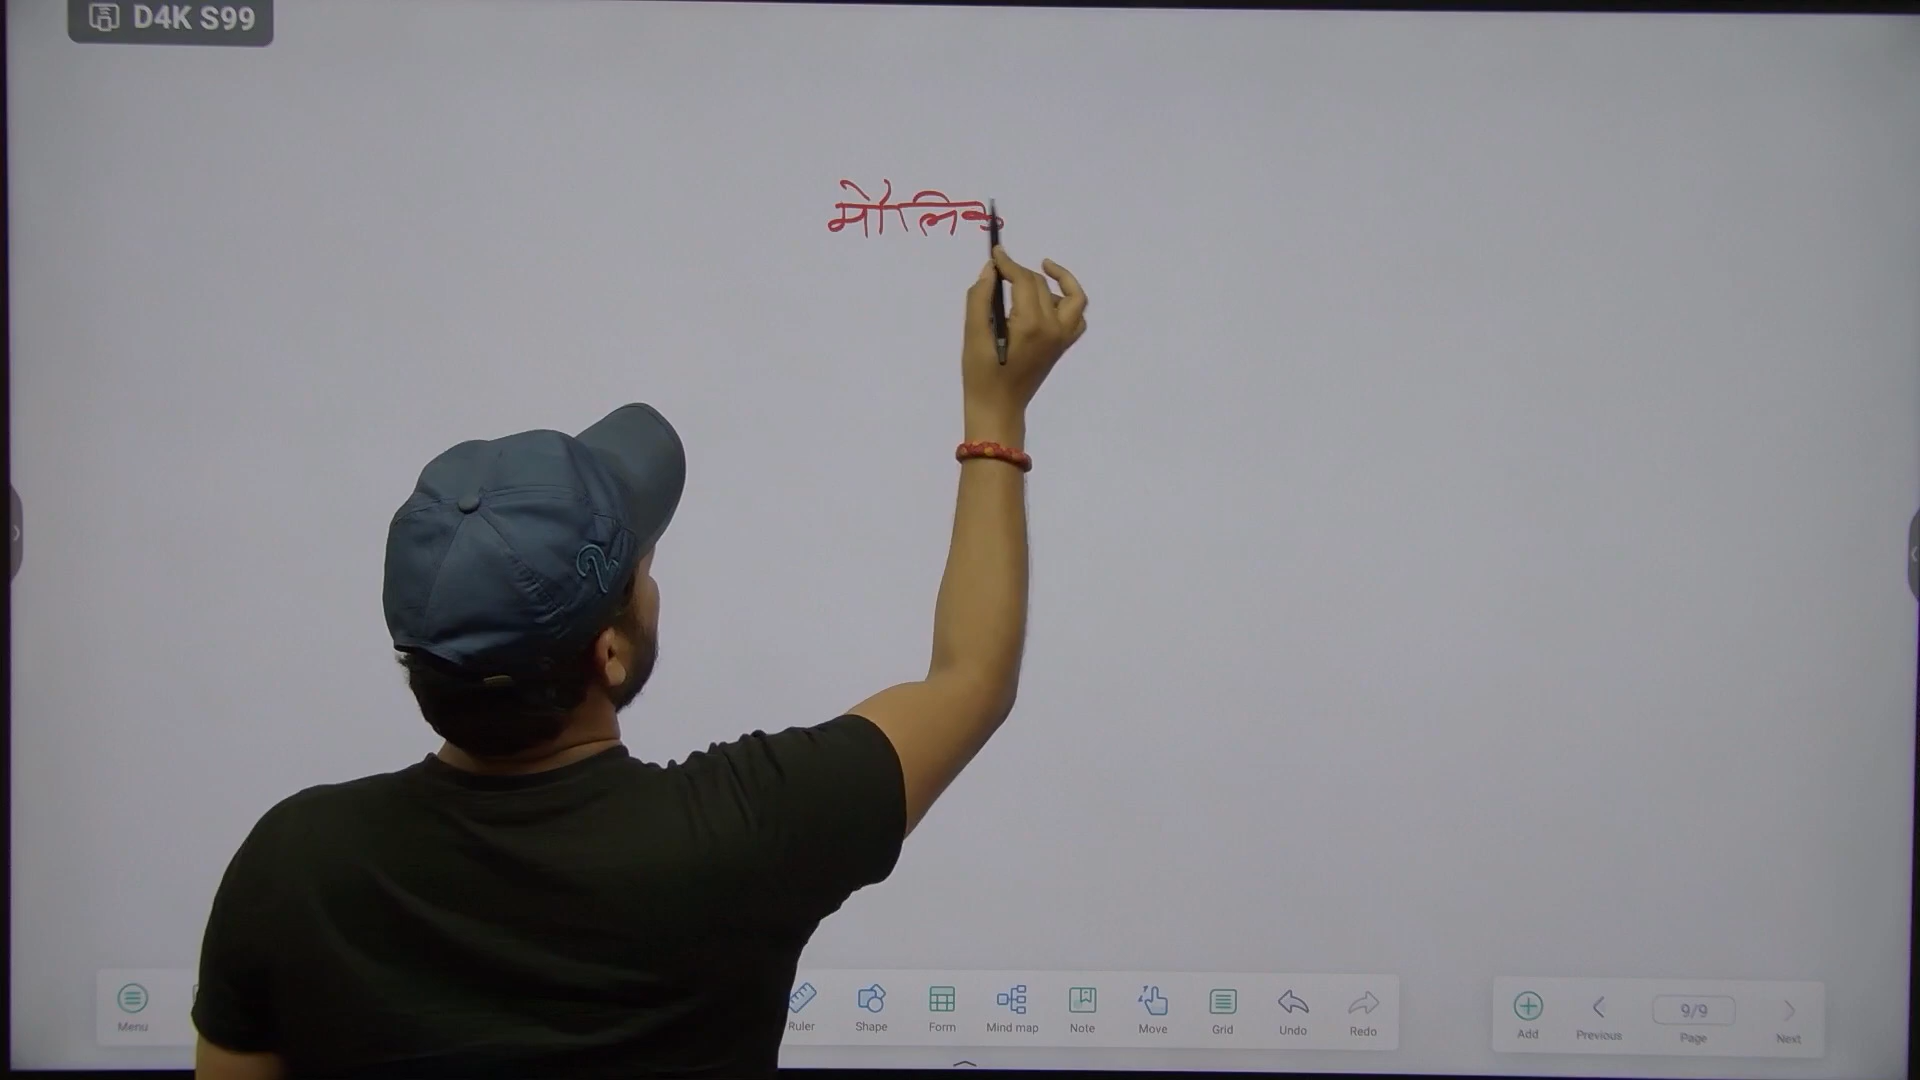 D4K S99
मौलिक
2
Menu
Ruler
Shape
Form
Mind map
Note
Move
Grid
Undo
Redo
Add
Previous
9/9
Page
Next